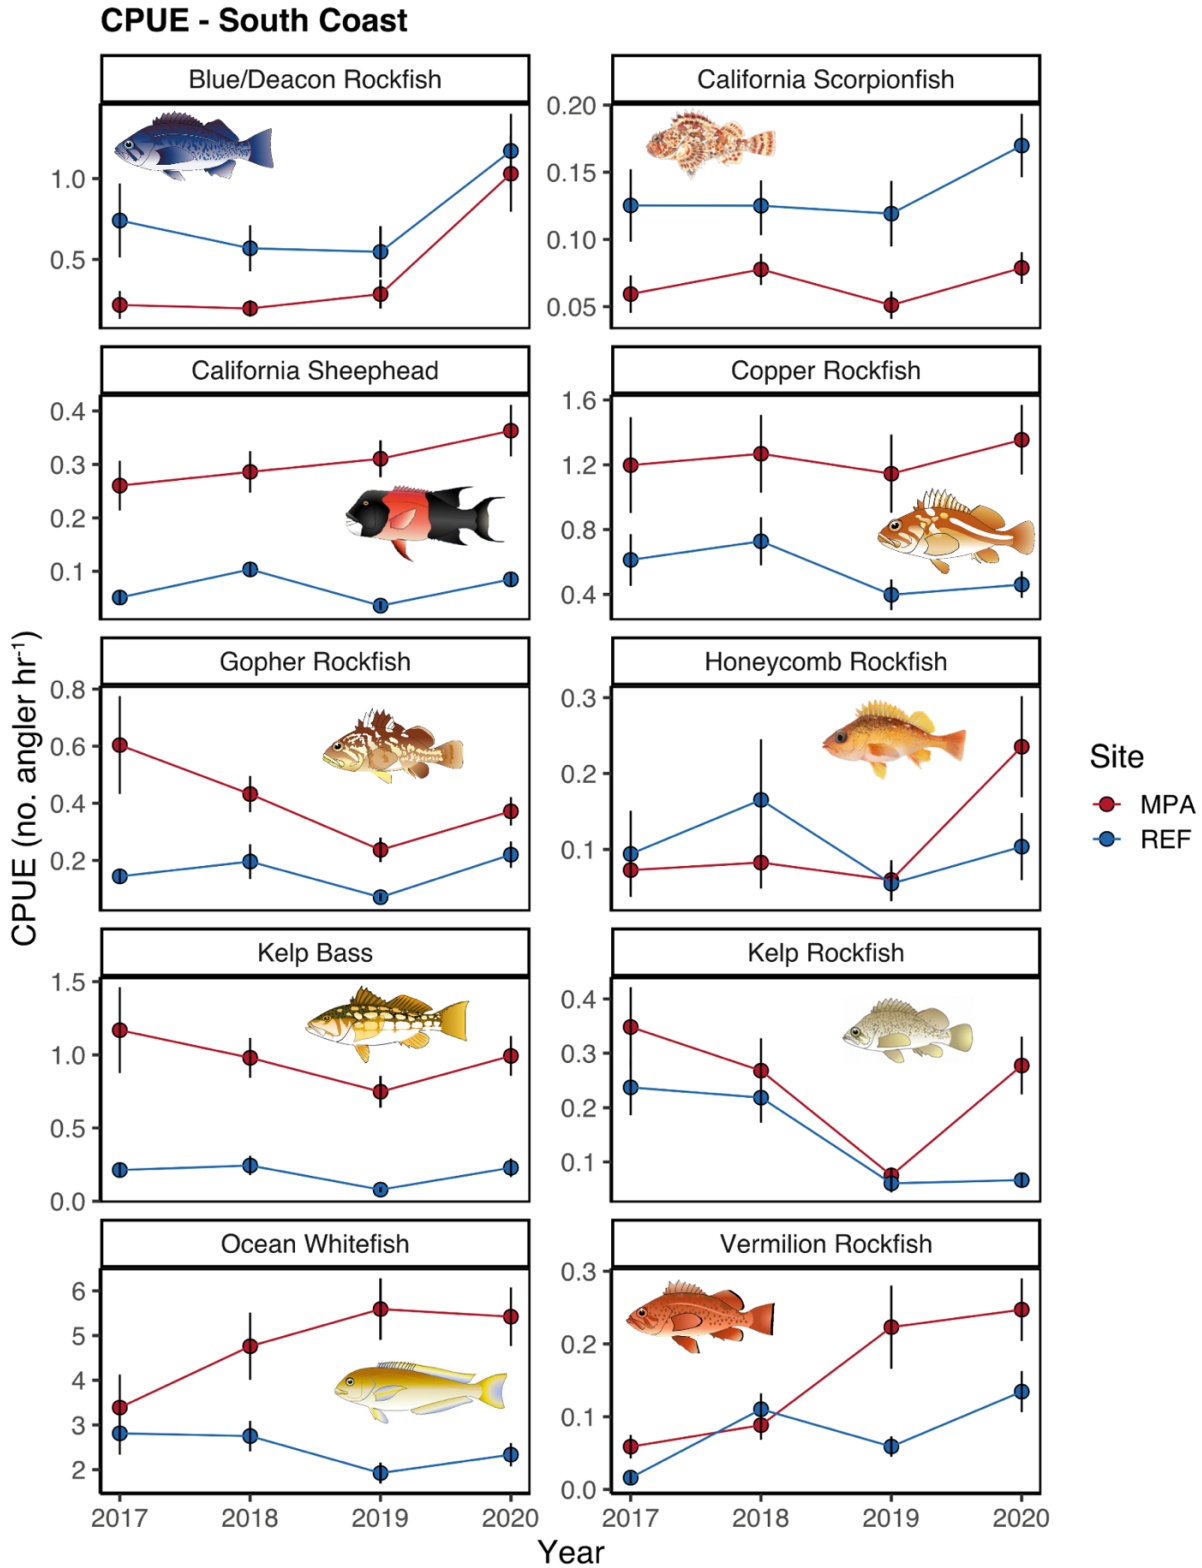 CPUE - South Coast
Blue/Deacon Rockfish
1.0
0.5
California Scorpionfish
0.20
0.15
0.10
0.05
California Sheephead
0.4
0.3
0.2
0.1
Copper Rockfish
1.6
1.2
0.8
0.4
Gopher Rockfish
0.8
0.6
0.4
0.2
Honeycomb Rockfish
0.3
0.2
0.1
Kelp Bass
1.5
1.0
0.5
0.0
Kelp Rockfish
0.4
0.3
0.2
0.1
Ocean Whitefish
6
5
4
3
2
2017 2018 2019 2020
Vermilion Rockfish
0.3
0.2
0.1
0.0
2017 2018 2019 2020
CPUE (no. angler hr⁻¹)
Year
Site
MPA
REF